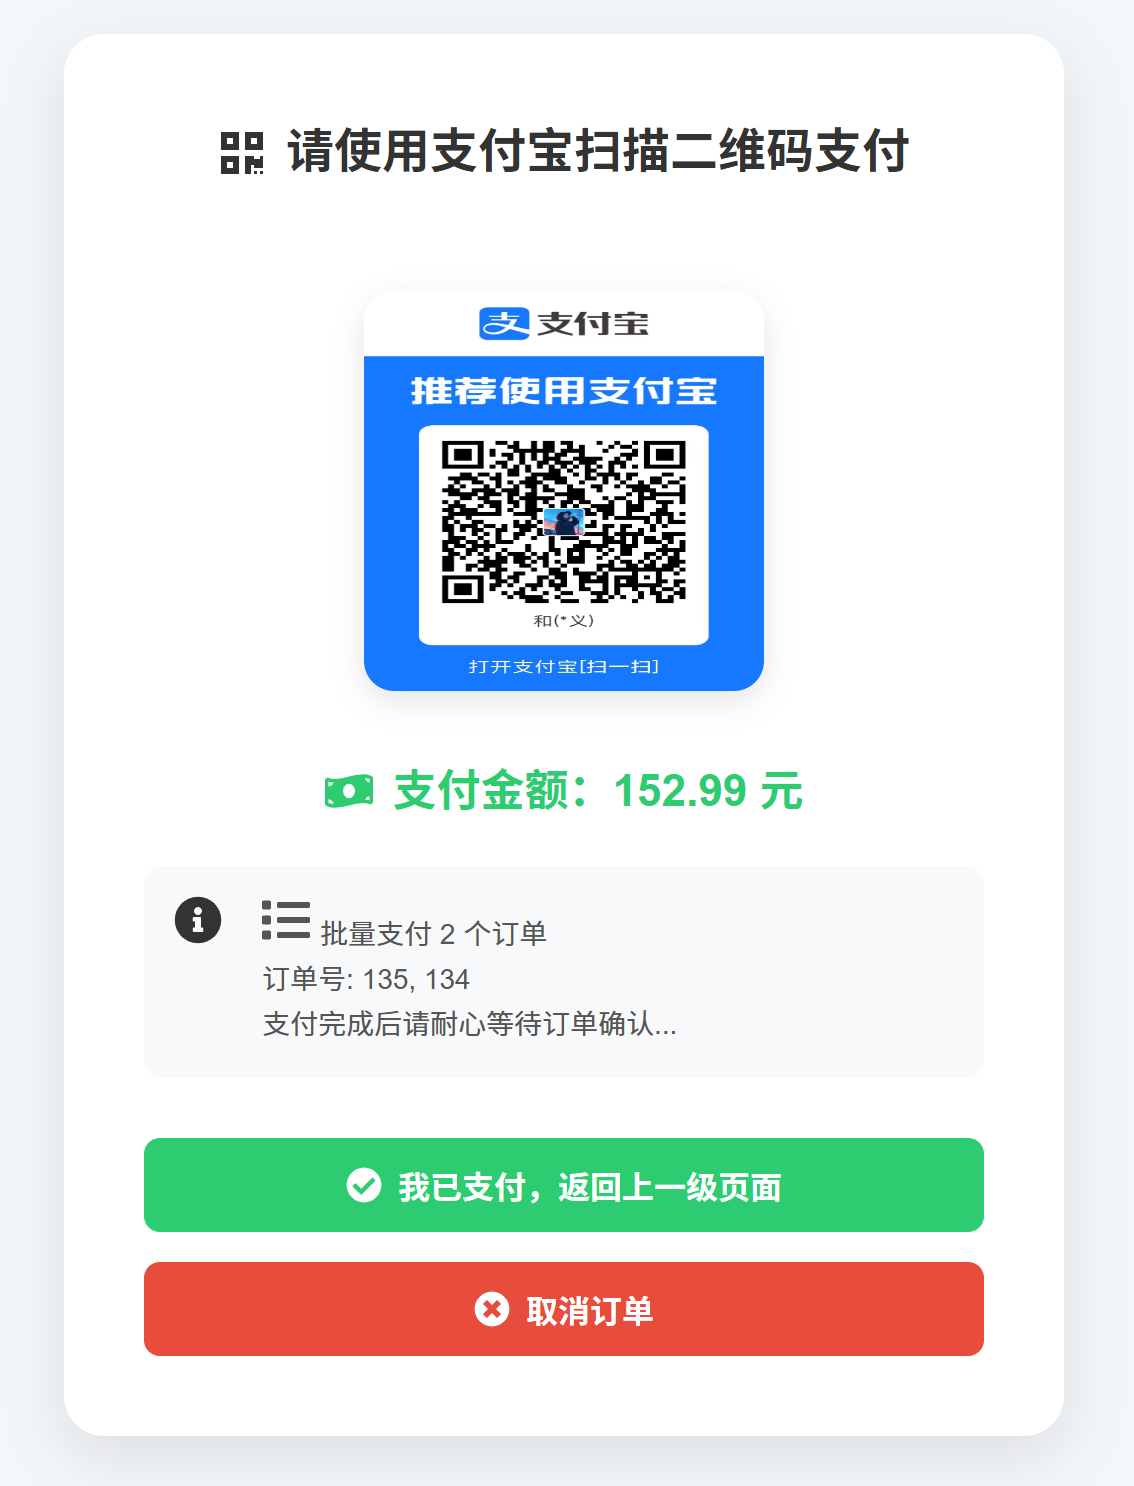 请使用支付宝扫描二维码支付
支付宝
推荐使用支付宝
和(*义)
打开支付宝[扫一扫]
支付金额：152.99 元
批量支付 2 个订单
订单号: 135, 134
支付完成后请耐心等待订单确认...
我已支付，返回上一级页面
取消订单